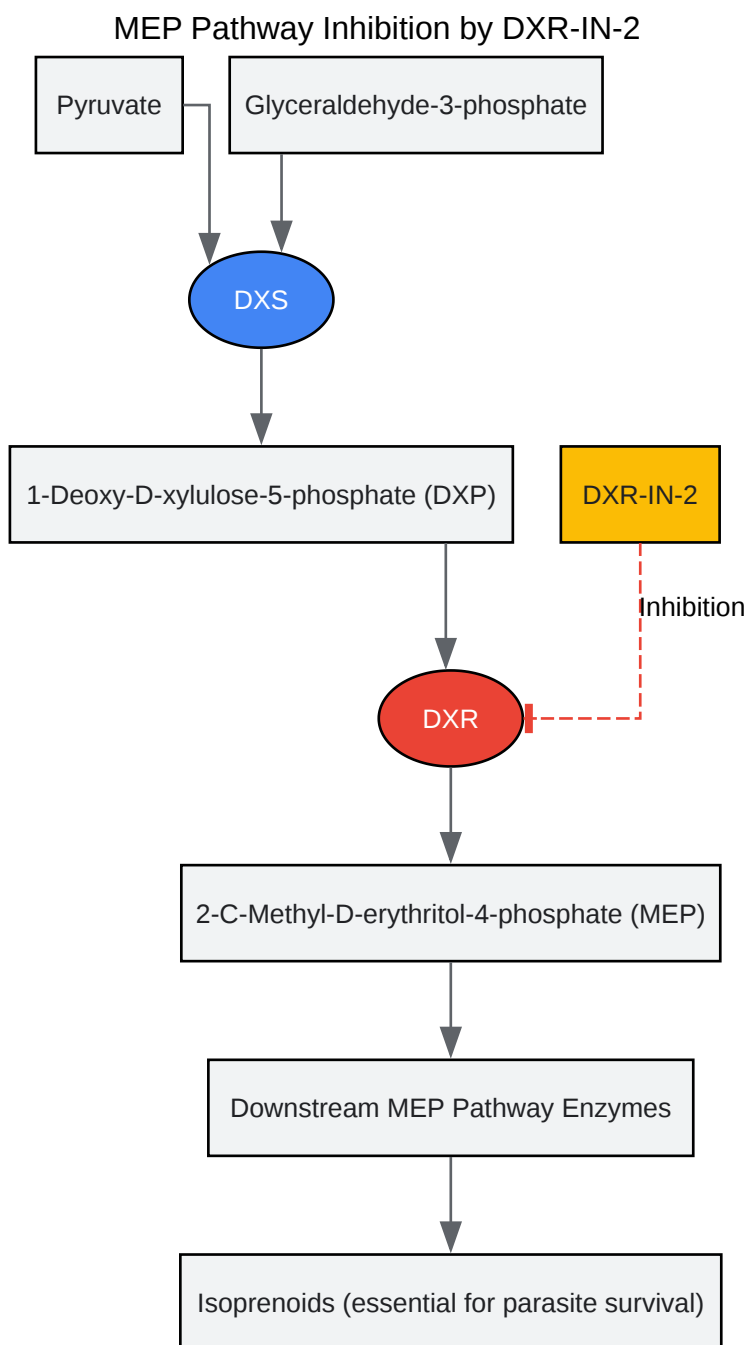 MEP Pathway Inhibition by DXR-IN-2
Pyruvate
Glyceraldehyde-3-phosphate
DXS
1-Deoxy-D-xylulose-5-phosphate (DXP)
DXR-IN-2
Inhibition
DXR
2-C-Methyl-D-erythritol-4-phosphate (MEP)
Downstream MEP Pathway Enzymes
Isoprenoids (essential for parasite survival)